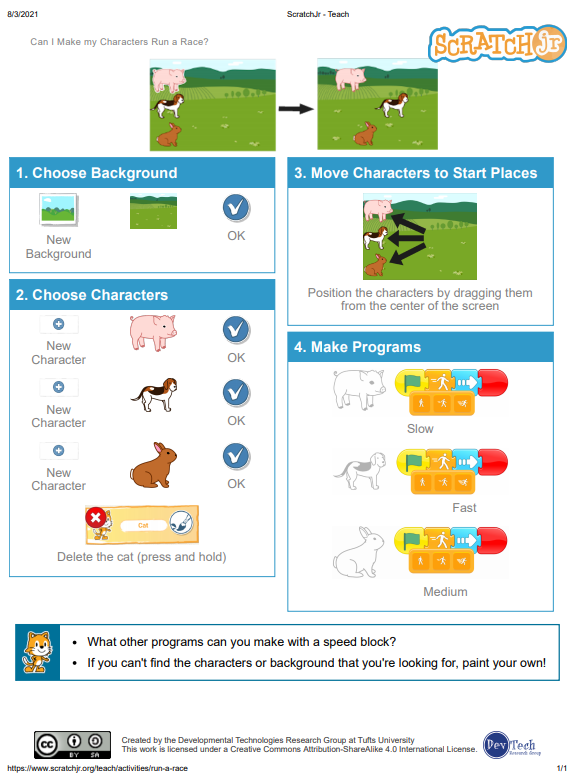 8/3/2021
ScratchJr - Teach
Can I Make my Characters Run a Race?
SCRATCH Jr
1. Choose Background
New
Background
OK
2. Choose Characters
New
Character
OK
New
Character
OK
New
Character
OK
Cat
Delete the cat (press and hold)
3. Move Characters to Start Places
Position the characters by dragging them
from the center of the screen
4. Make Programs
Slow
Fast
Medium
• What other programs can you make with a speed block?
• If you can't find the characters or background that you're looking for, paint your own!
cc
BY SA
Created by the Developmental Technologies Research Group at Tufts University
This work is licensed under a Creative Commons Attribution-ShareAlike 4.0 International License.
DevTech
Research Group
https://www.scratchjr.org/teach/activities/run-a-race
1/1